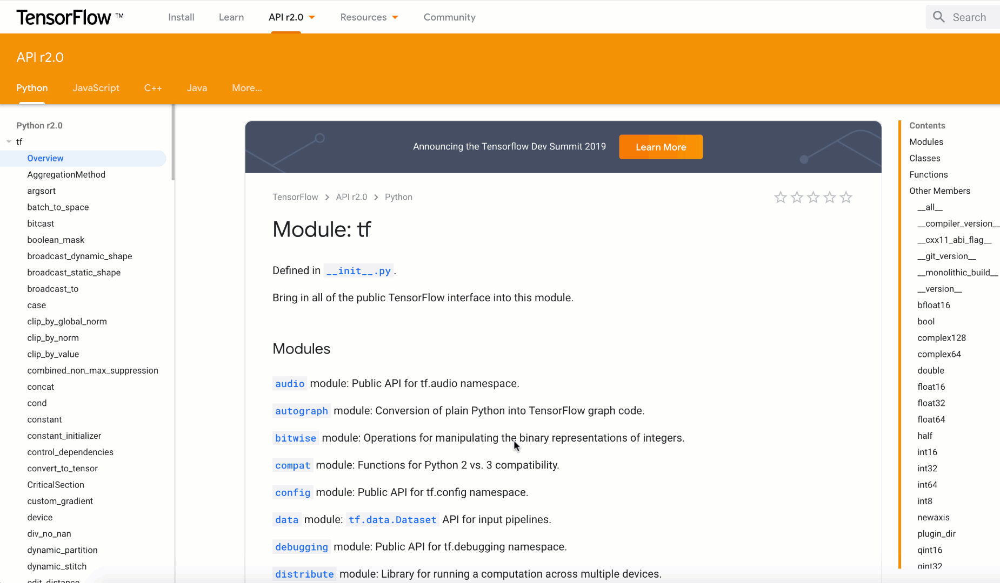 TensorFlow ™
Install
Learn
API r2.0
Resources
Community
Search
API r2.0
Python
JavaScript
C++
Java
More...
Python r2.0
tf
Overview
AggregationMethod
argsort
batch_to_space
bitcast
boolean_mask
broadcast_dynamic_shape
broadcast_static_shape
broadcast_to
case
clip_by_global_norm
clip_by_norm
clip_by_value
combined_non_max_suppression
concat
cond
constant
constant_initializer
control_dependencies
convert_to_tensor
CriticalSection
custom_gradient
device
div_no_nan
dynamic_partition
dynamic_stitch
edit_distance
Announcing the Tensorflow Dev Summit 2019
Learn More
TensorFlow > API r2.0 > Python
Module: tf
Defined in __init__.py.
Bring in all of the public TensorFlow interface into this module.
Modules
audio module: Public API for tf.audio namespace.
autograph module: Conversion of plain Python into TensorFlow graph code.
bitwise module: Operations for manipulating the binary representations of integers.
compat module: Functions for Python 2 vs. 3 compatibility.
config module: Public API for tf.config namespace.
data module: tf.data.Dataset API for input pipelines.
debugging module: Public API for tf.debugging namespace.
distribute module: Library for running a computation across multiple devices.
Contents
Modules
Classes
Functions
Other Members
__all__
__compiler_version__
__cxx11_abi_flag__
__git_version__
__monolithic_build__
__version__
bfloat16
bool
complex128
complex64
double
float16
float32
float64
half
int16
int32
int64
int8
newaxis
plugin_dir
qint16
qint32